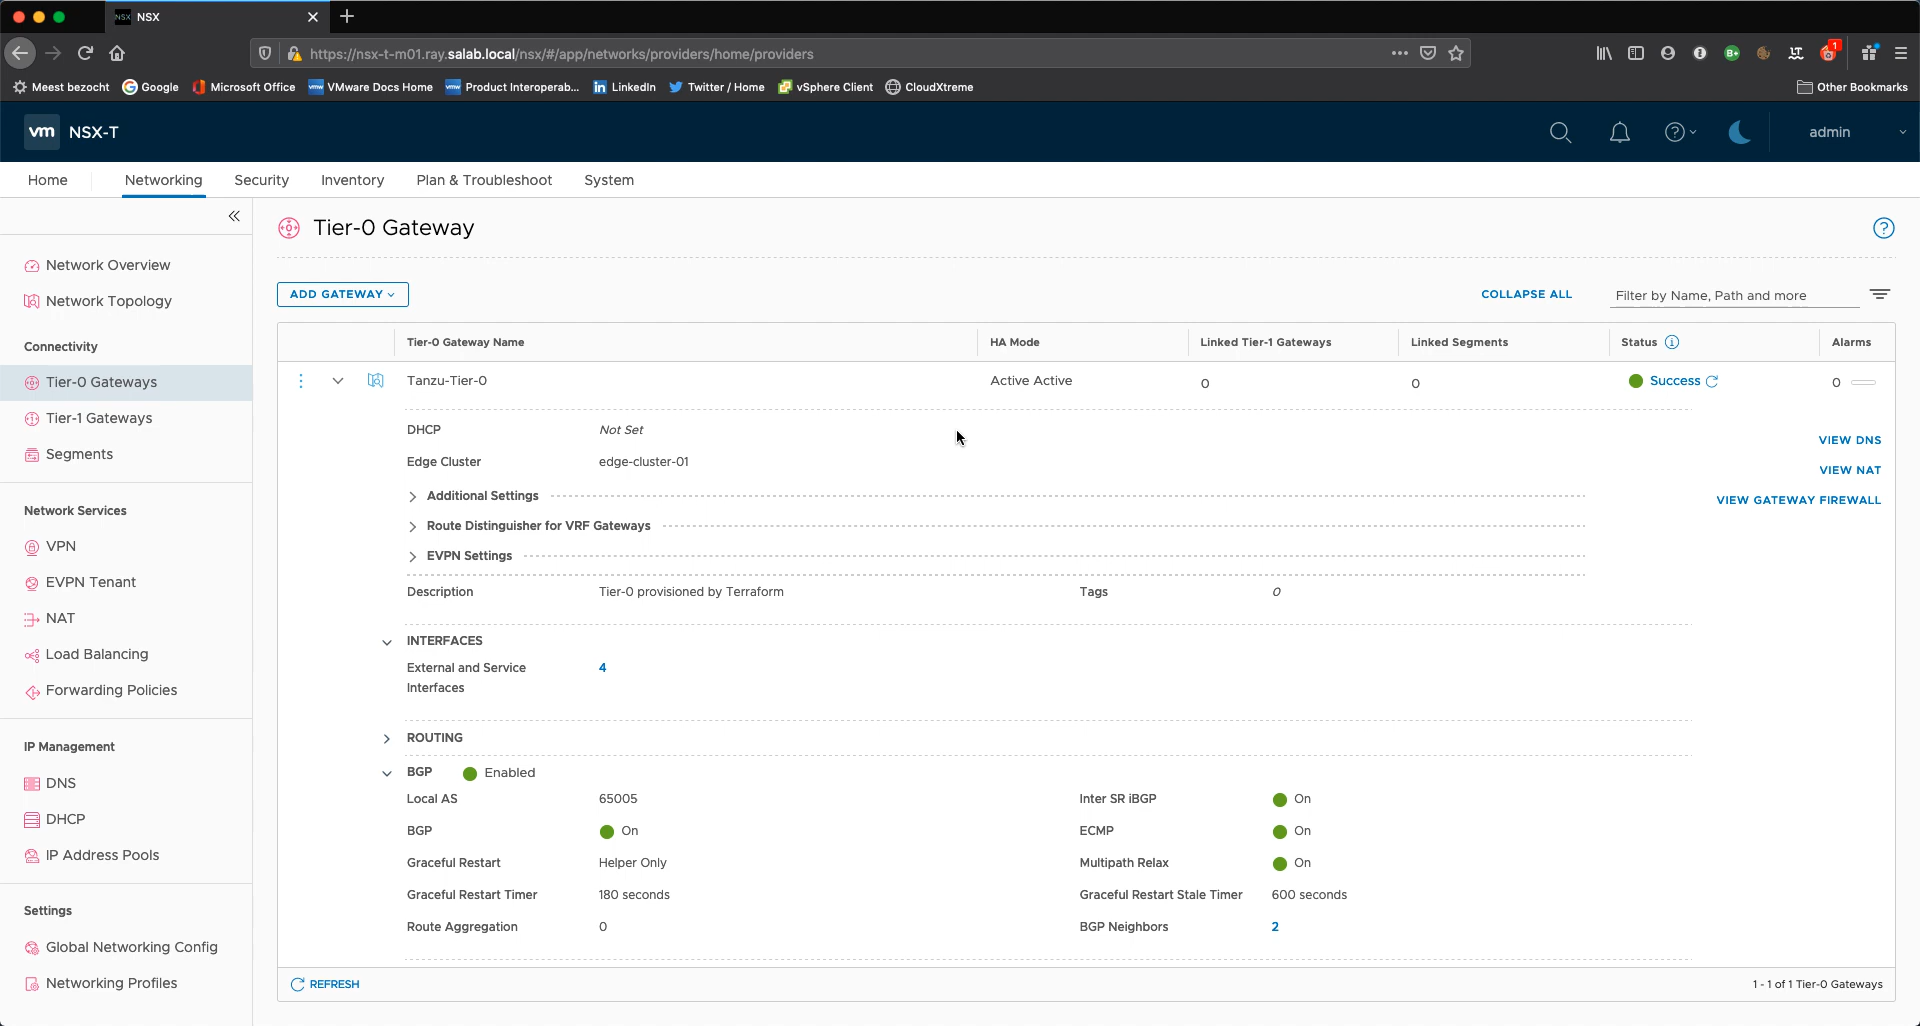 NSX NSX
https://nsx-t-m01.ray.salab.local/nsx/#/app/networks/providers/home/providers
1
B+
Meest bezocht Google Microsoft Office vmw VMware Docs Home vmw Product Interoperab... in LinkedIn Twitter / Home vSphere Client CloudXtreme Other Bookmarks
vm NSX-T admin
Home Networking Security Inventory Plan & Troubleshoot System
Tier-0 Gateway
Network Overview
Network Topology
Connectivity
Tier-0 Gateways
Tier-1 Gateways
Segments
Network Services
VPN
EVPN Tenant
NAT
Load Balancing
Forwarding Policies
IP Management
DNS
DHCP
IP Address Pools
Settings
Global Networking Config
Networking Profiles
ADD GATEWAY COLLAPSE ALL Filter by Name, Path and more
Tier-0 Gateway Name HA Mode Linked Tier-1 Gateways Linked Segments Status Alarms
Tanzu-Tier-0 Active Active 0 0 Success 0
DHCP Not Set
VIEW DNS
Edge Cluster edge-cluster-01
VIEW NAT
Additional Settings
VIEW GATEWAY FIREWALL
Route Distinguisher for VRF Gateways
EVPN Settings
Description Tier-0 provisioned by Terraform Tags 0
INTERFACES
External and Service 4
Interfaces
ROUTING
BGP Enabled
Local AS 65005 Inter SR iBGP On
BGP On ECMP On
Graceful Restart Helper Only Multipath Relax On
Graceful Restart Timer 180 seconds Graceful Restart Stale Timer 600 seconds
Route Aggregation 0 BGP Neighbors 2
REFRESH 1 - 1 of 1 Tier-0 Gateways